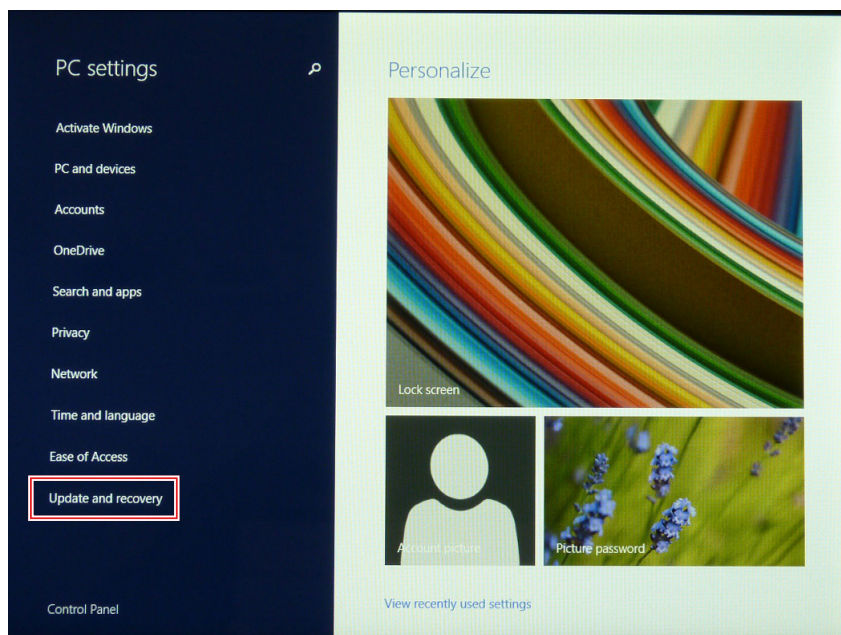 PC settings
Activate Windows
PC and devices
Accounts
OneDrive
Search and apps
Privacy
Network
Time and language
Ease of Access
Update and recovery
Control Panel
Personalize
Lock screen
Account picture
Picture password
View recently used settings